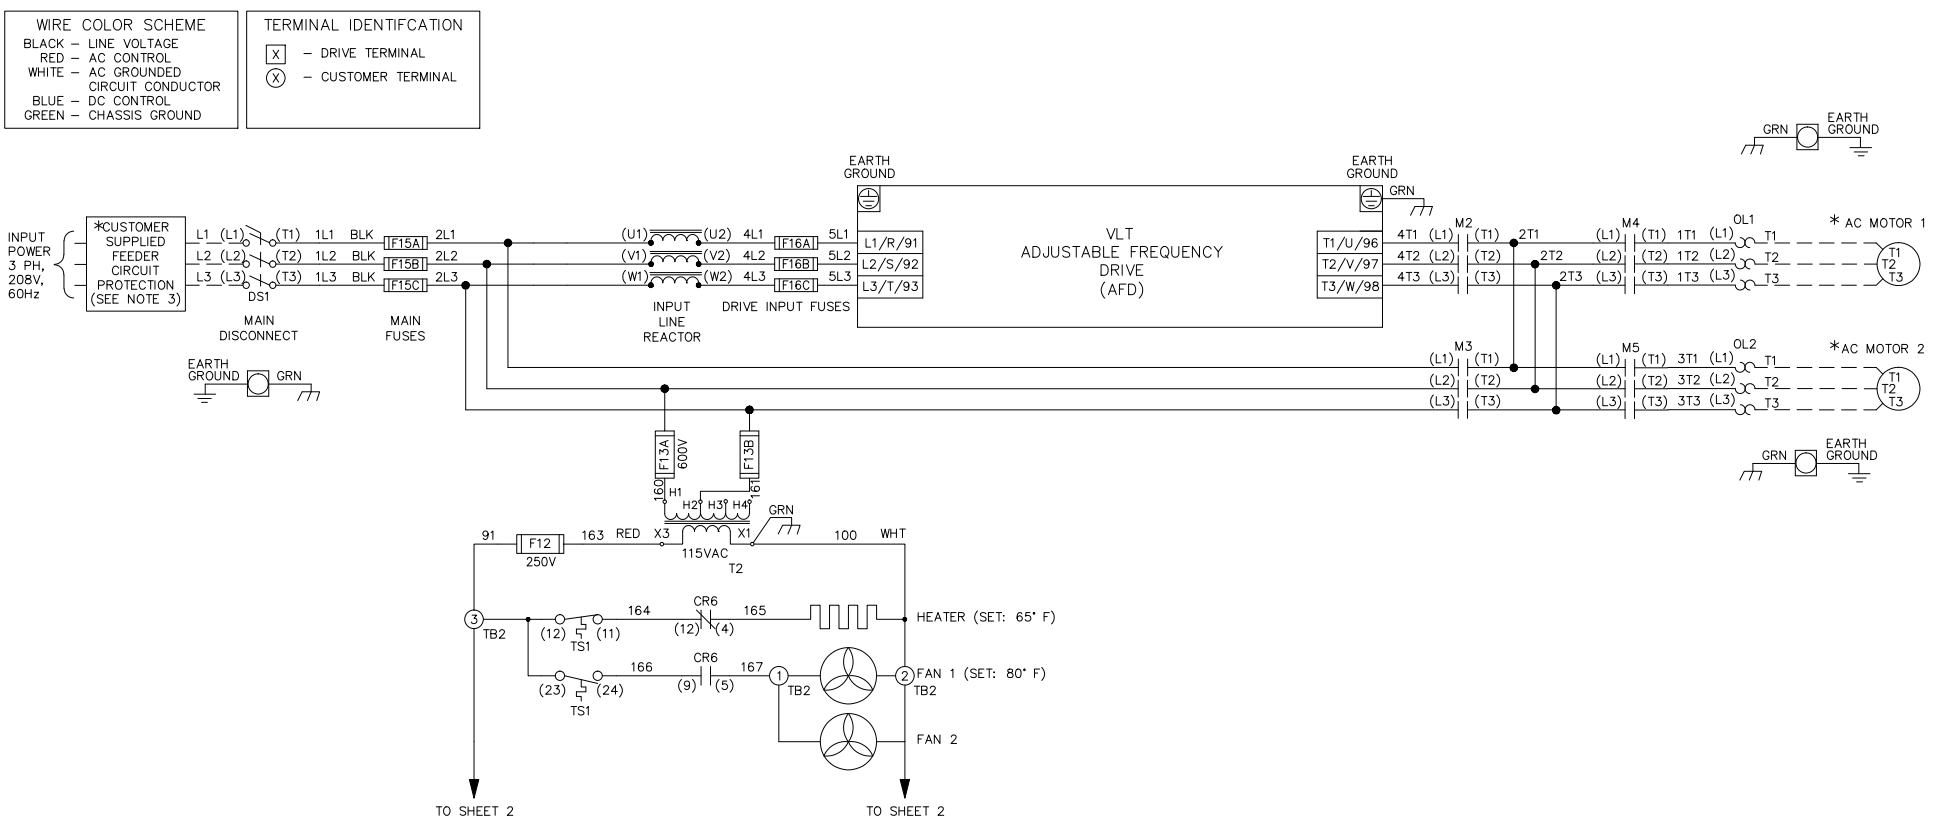 WIRE COLOR SCHEME
BLACK – LINE VOLTAGE
RED – AC CONTROL
WHITE – AC GROUNDED
CIRCUIT CONDUCTOR
BLUE – DC CONTROL
GREEN – CHASSIS GROUND
TERMINAL IDENTIFCATION
X – DRIVE TERMINAL
X – CUSTOMER TERMINAL
GRN
EARTH
GROUND
INPUT
POWER
3 PH,
208V,
60Hz
*CUSTOMER
SUPPLIED
FEEDER
CIRCUIT
PROTECTION
(SEE NOTE 3)
L1 (L1) (T1) 1L1 BLK F15A 2L1
L2 (L2) (T2) 1L2 BLK F15B 2L2
L3 (L3) (T3) 1L3 BLK F15C 2L3
DS1
MAIN
DISCONNECT
MAIN
FUSES
EARTH
GROUND
GRN
(U1) (U2) 4L1 F16A 5L1
(V1) (V2) 4L2 F16B 5L2
(W1) (W2) 4L3 F16C 5L3
INPUT
LINE
REACTOR
DRIVE INPUT FUSES
EARTH
GROUND
L1/R/91
L2/S/92
L3/T/93
VLT
ADJUSTABLE FREQUENCY
DRIVE
(AFD)
EARTH
GROUND
GRN
T1/U/96
T2/V/97
T3/W/98
M2 M4 OL1
4T1 (L1) (T1) 2T1 (L1) (T1) 1T1 (L1) T1
4T2 (L2) (T2) 2T2 (L2) (T2) 1T2 (L2) T2
4T3 (L3) (T3) 2T3 (L3) (T3) 1T3 (L3) T3
* AC MOTOR 1
T1
T2
T3
M3 M5 OL2
(L1) (T1) (L1) (T1) 3T1 (L1) T1
(L2) (T2) (L2) (T2) 3T2 (L2) T2
(L3) (T3) (L3) (T3) 3T3 (L3) T3
*AC MOTOR 2
T1
T2
T3
GRN
EARTH
GROUND
F13A
600V
F13B
160
161
H1 H2 H3 H4
GRN
91 F12 163 RED X3 X1 100 WHT
250V
115VAC
T2
3
TB2
(12) (11)
TS1
164
CR6
(12) (4)
165
HEATER (SET: 65° F)
(23) (24)
TS1
166
CR6
(9) (5)
167
1
TB2
2
TB2
FAN 1 (SET: 80° F)
FAN 2
TO SHEET 2
TO SHEET 2